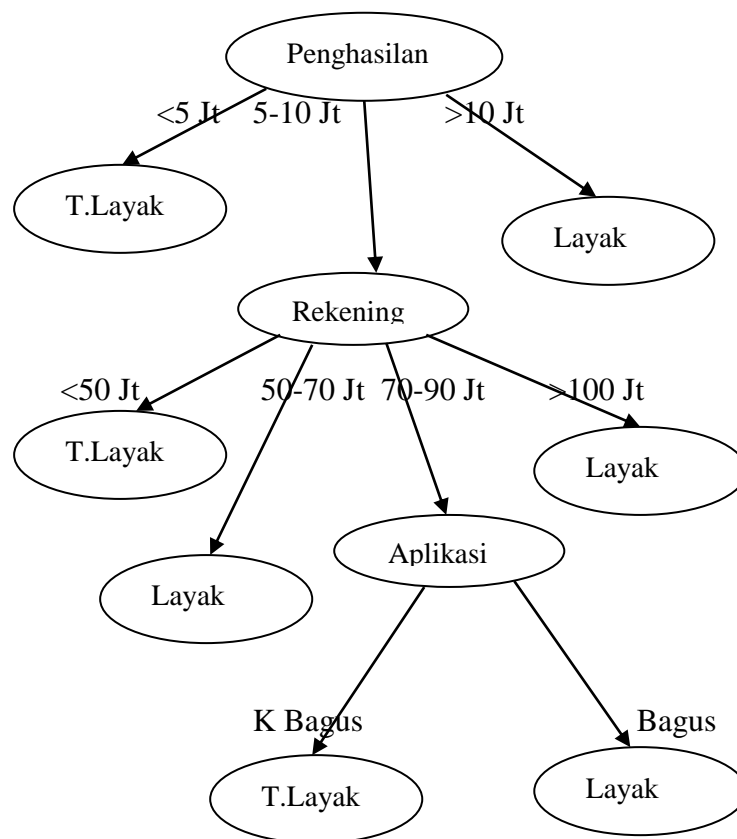 Penghasilan
<5 Jt 5-10 Jt >10 Jt
T.Layak
Layak
Rekening
<50 Jt 50-70 Jt 70-90 Jt >100 Jt
T.Layak
Layak
Aplikasi
Layak
K Bagus Bagus
T.Layak
Layak